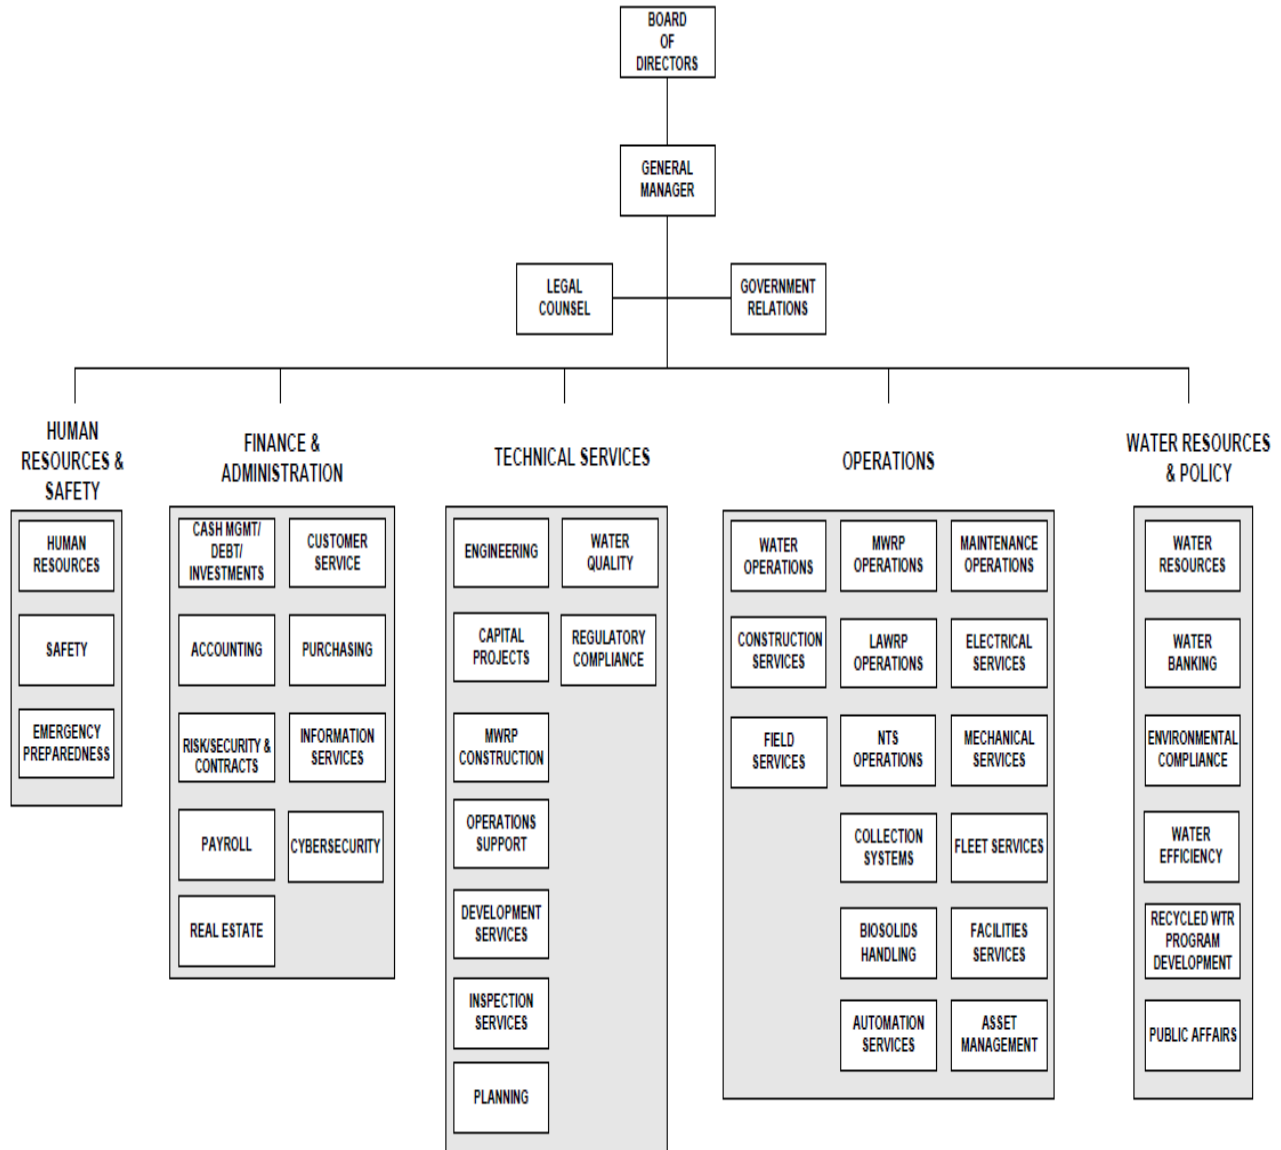 BOARD
OF
DIRECTORS
GENERAL
MANAGER
LEGAL
COUNSEL
GOVERNMENT
RELATIONS
HUMAN
RESOURCES &
SAFETY
HUMAN
RESOURCES
SAFETY
EMERGENCY
PREPAREDNESS
FINANCE &
ADMINISTRATION
CASH MGMT/
DEBT/
INVESTMENTS
CUSTOMER
SERVICE
ACCOUNTING
PURCHASING
RISK/SECURITY &
CONTRACTS
INFORMATION
SERVICES
PAYROLL
CYBERSECURITY
REAL ESTATE
TECHNICAL SERVICES
ENGINEERING
WATER
QUALITY
CAPITAL
PROJECTS
REGULATORY
COMPLIANCE
MWRP
CONSTRUCTION
OPERATIONS
SUPPORT
DEVELOPMENT
SERVICES
INSPECTION
SERVICES
PLANNING
OPERATIONS
WATER
OPERATIONS
MWRP
OPERATIONS
MAINTENANCE
OPERATIONS
CONSTRUCTION
SERVICES
LAWRP
OPERATIONS
ELECTRICAL
SERVICES
FIELD
SERVICES
NTS
OPERATIONS
MECHANICAL
SERVICES
COLLECTION
SYSTEMS
FLEET SERVICES
BIOSOLIDS
HANDLING
FACILITIES
SERVICES
AUTOMATION
SERVICES
ASSET
MANAGEMENT
WATER RESOURCES
& POLICY
WATER
RESOURCES
WATER
BANKING
ENVIRONMENTAL
COMPLIANCE
WATER
EFFICIENCY
RECYCLED WTR
PROGRAM
DEVELOPMENT
PUBLIC AFFAIRS